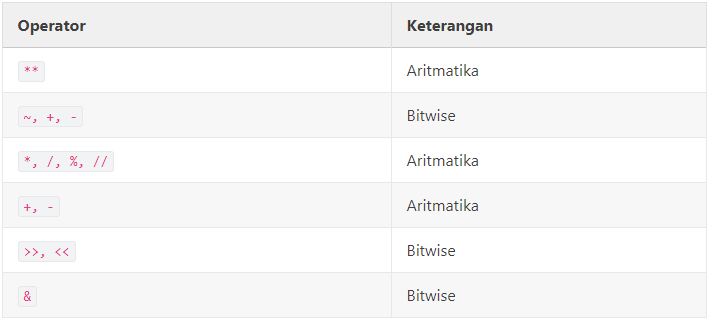 Operator Keterangan
** Aritmatika
~, +, - Bitwise
*, /, %, // Aritmatika
+, - Aritmatika
>>, << Bitwise
& Bitwise